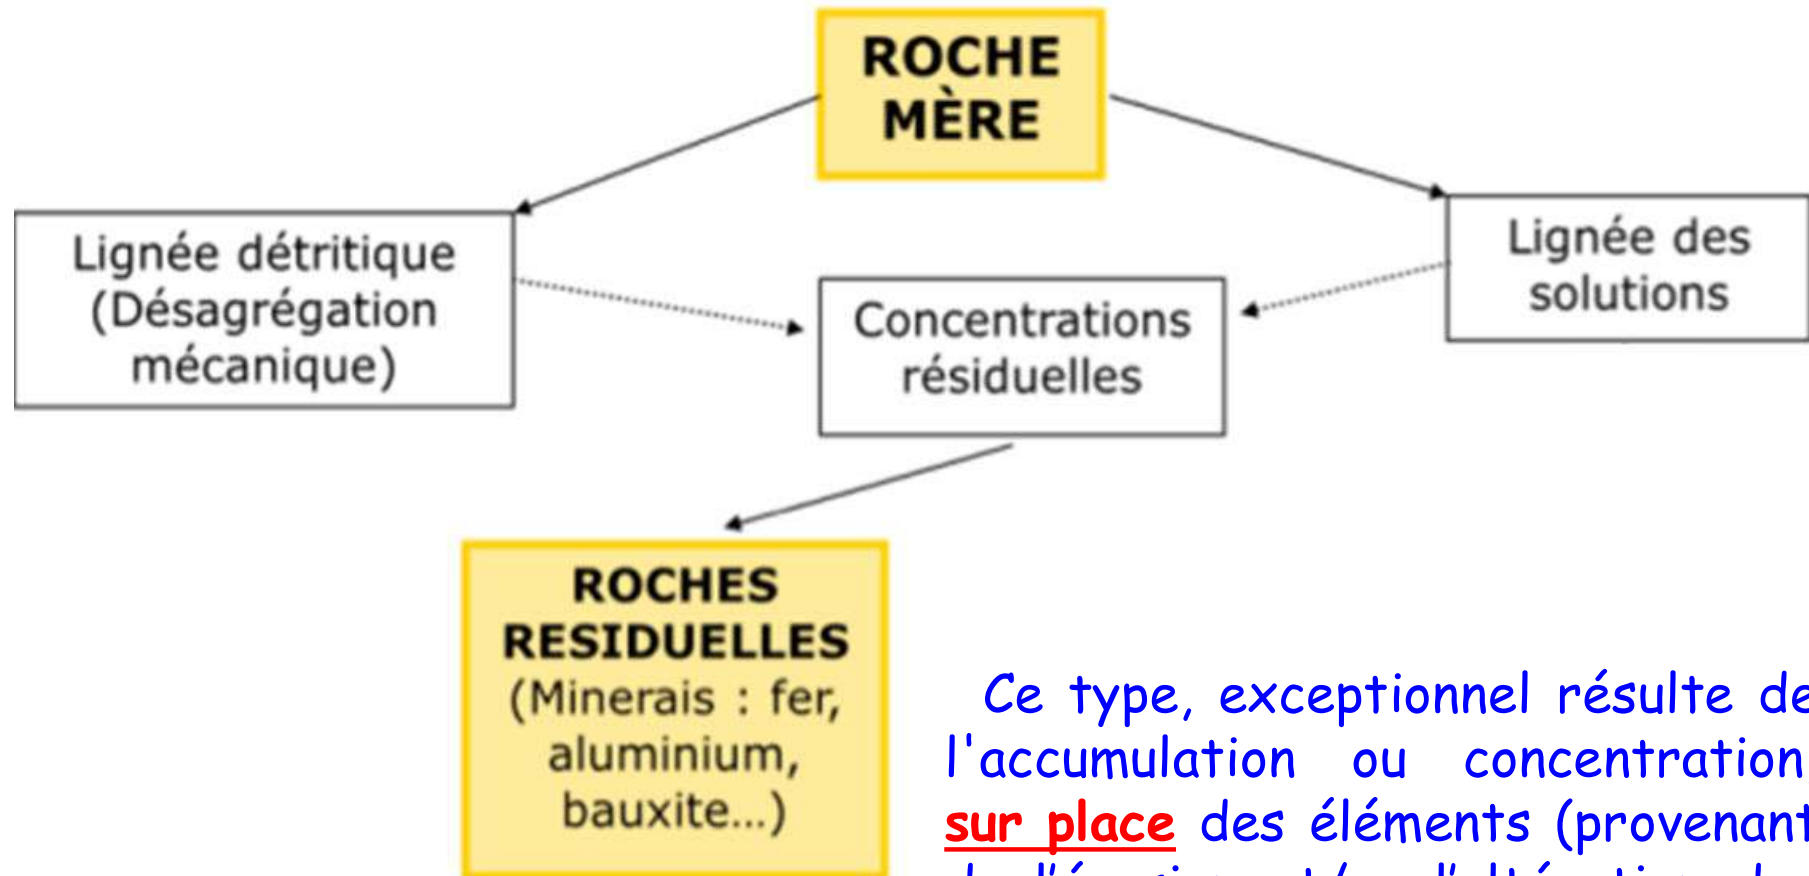 ROCHE
MÈRE
Lignée détritique
(Désagrégation
mécanique)
Lignée des
solutions
Concentrations
résiduelles
ROCHES
RESIDUELLES
(Minerais : fer,
aluminium,
bauxite...)
Ce type, exceptionnel résulte de
l'accumulation ou concentration
sur place des éléments (provenant